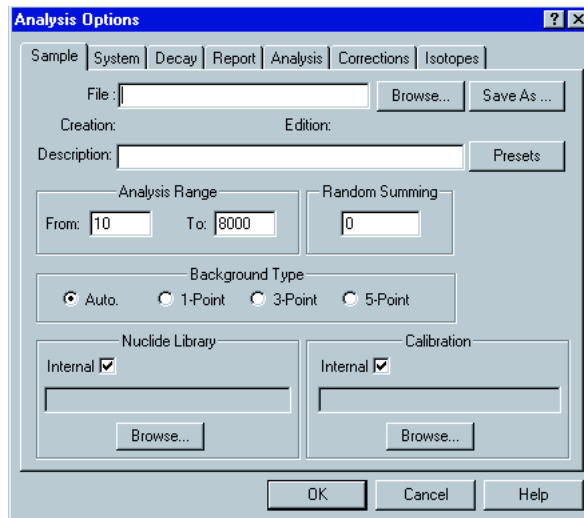 Analysis Options
Sample System Decay Report Analysis Corrections Isotopes
File : Browse... Save As ...
Creation: Edition:
Description: Presets
Analysis Range
From: 10 To: 8000
Random Summing
0
Background Type
Auto. 1-Point 3-Point 5-Point
Nuclide Library
Internal
Browse...
Calibration
Internal
Browse...
OK Cancel Help